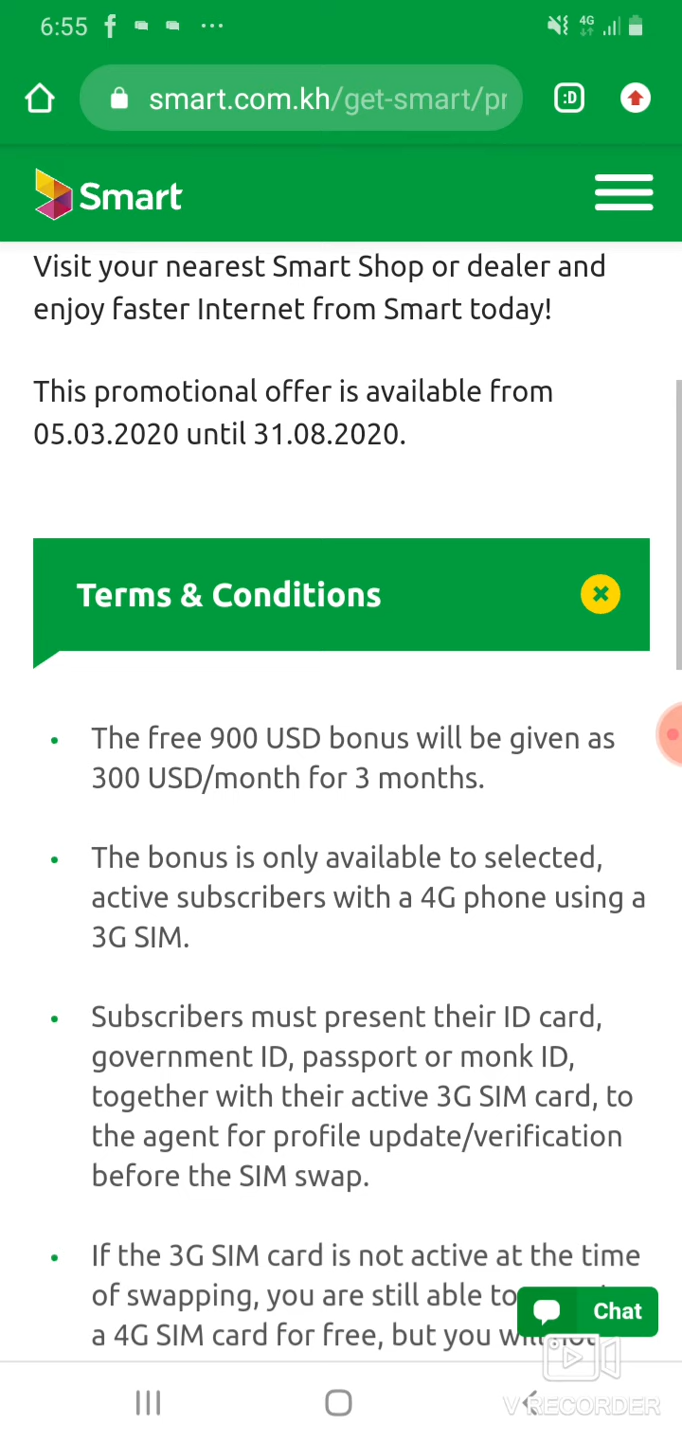 6:55 f ... 4G
smart.com.kh/get-smart/pr :D
Smart
Visit your nearest Smart Shop or dealer and
enjoy faster Internet from Smart today!
This promotional offer is available from
05.03.2020 until 31.08.2020.
Terms & Conditions
• The free 900 USD bonus will be given as
300 USD/month for 3 months.
• The bonus is only available to selected,
active subscribers with a 4G phone using a
3G SIM.
• Subscribers must present their ID card,
government ID, passport or monk ID,
together with their active 3G SIM card, to
the agent for profile update/verification
before the SIM swap.
• If the 3G SIM card is not active at the time
of swapping, you are still able to
Chat
a 4G SIM card for free, but you
V RECORDER